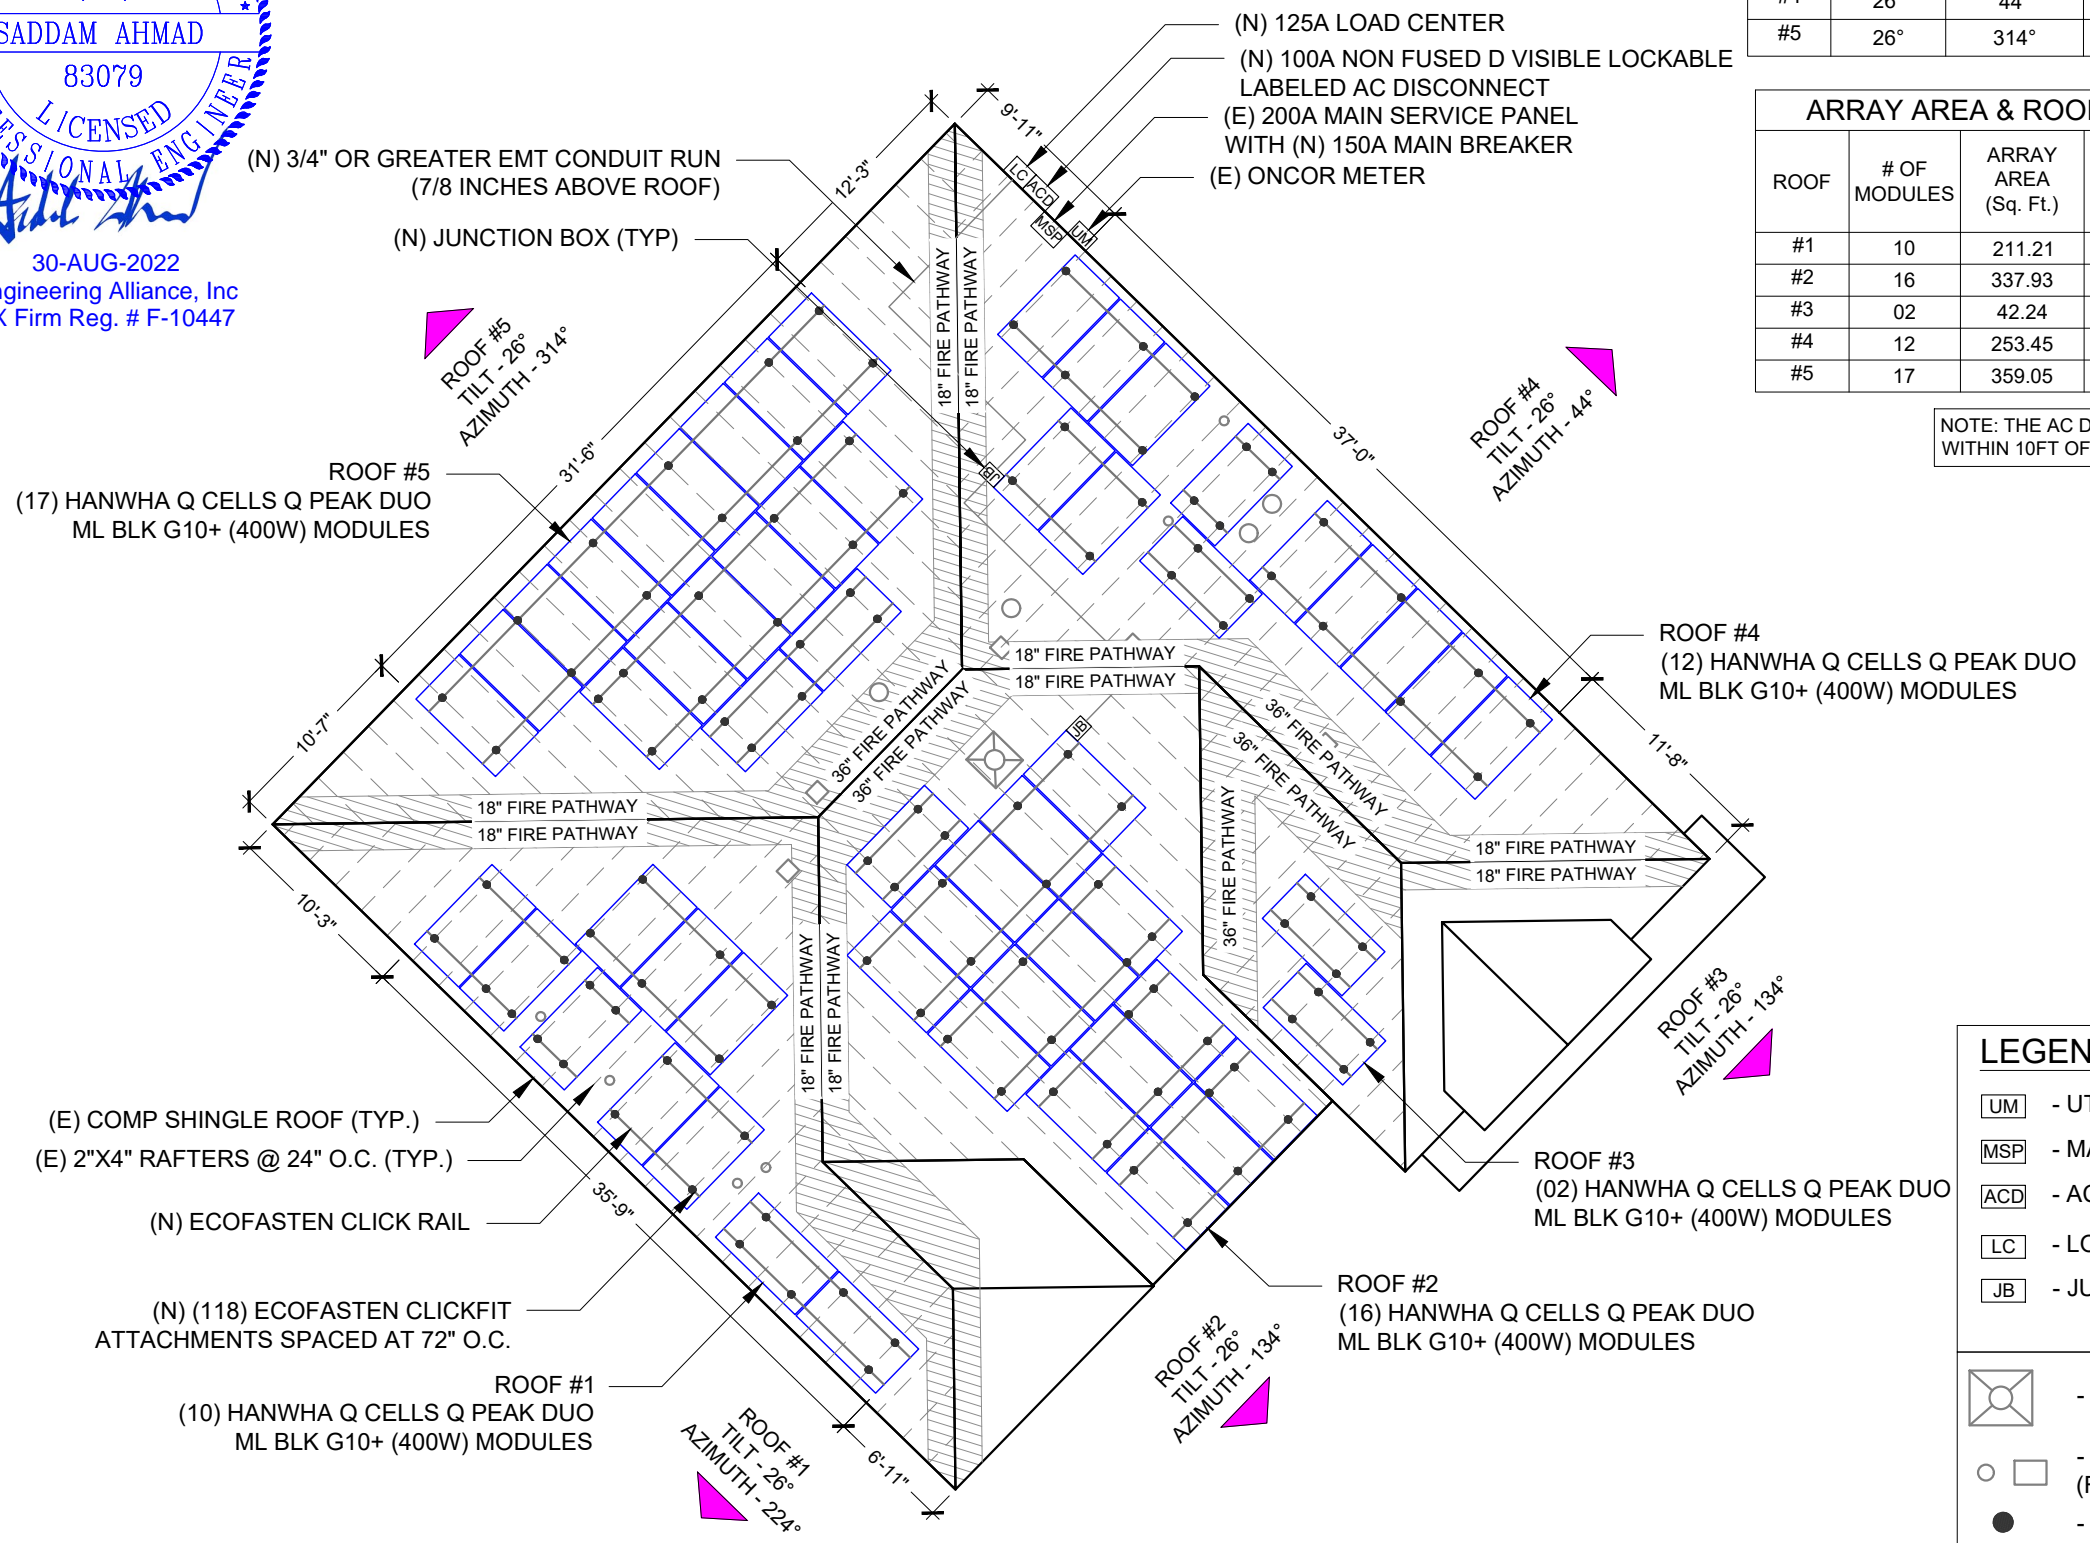 SADDAM AHMAD
83079
LICENSED
ENGINEER
30-AUG-2022
Engineering Alliance, Inc
X Firm Reg. # F-10447
(N) 3/4" OR GREATER EMT CONDUIT RUN
(7/8 INCHES ABOVE ROOF)
(N) JUNCTION BOX (TYP)
(N) 125A LOAD CENTER
(N) 100A NON FUSED D VISIBLE LOCKABLE
LABELED AC DISCONNECT
(E) 200A MAIN SERVICE PANEL
WITH (N) 150A MAIN BREAKER
(E) ONCOR METER
26 44
#5 26° 314°
ARRAY AREA & ROOF
ROOF
# OF
MODULES
ARRAY
AREA
(Sq. Ft.)
#1 10 211.21
#2 16 337.93
#3 02 42.24
#4 12 253.45
#5 17 359.05
NOTE: THE AC D
WITHIN 10FT OF
9'-11"
12'-3"
31'-6"
10'-7"
10'-3"
35'-9"
6'-11"
37'-0"
11'-8"
LC
ACD
MSP
UM
JB
JB
ROOF #5
TILT - 26°
AZIMUTH - 314°
ROOF #4
TILT - 26°
AZIMUTH - 44°
ROOF #3
TILT - 26°
AZIMUTH - 134°
ROOF #2
TILT - 26°
AZIMUTH - 134°
ROOF #1
TILT - 26°
AZIMUTH - 224°
ROOF #5
(17) HANWHA Q CELLS Q PEAK DUO
ML BLK G10+ (400W) MODULES
ROOF #4
(12) HANWHA Q CELLS Q PEAK DUO
ML BLK G10+ (400W) MODULES
18" FIRE PATHWAY
18" FIRE PATHWAY
18" FIRE PATHWAY
18" FIRE PATHWAY
36" FIRE PATHWAY
36" FIRE PATHWAY
36" FIRE PATHWAY
36" FIRE PATHWAY
36" FIRE PATHWAY
18" FIRE PATHWAY
18" FIRE PATHWAY
18" FIRE PATHWAY
18" FIRE PATHWAY
18" FIRE PATHWAY
18" FIRE PATHWAY
(E) COMP SHINGLE ROOF (TYP.)
(E) 2"X4" RAFTERS @ 24" O.C. (TYP.)
(N) ECOFASTEN CLICK RAIL
(N) (118) ECOFASTEN CLICKFIT
ATTACHMENTS SPACED AT 72" O.C.
ROOF #1
(10) HANWHA Q CELLS Q PEAK DUO
ML BLK G10+ (400W) MODULES
ROOF #3
(02) HANWHA Q CELLS Q PEAK DUO
ML BLK G10+ (400W) MODULES
ROOF #2
(16) HANWHA Q CELLS Q PEAK DUO
ML BLK G10+ (400W) MODULES
LEGEN
UM - UT
MSP - MA
ACD - AC
LC - LO
JB - JU
-
-
(F
-